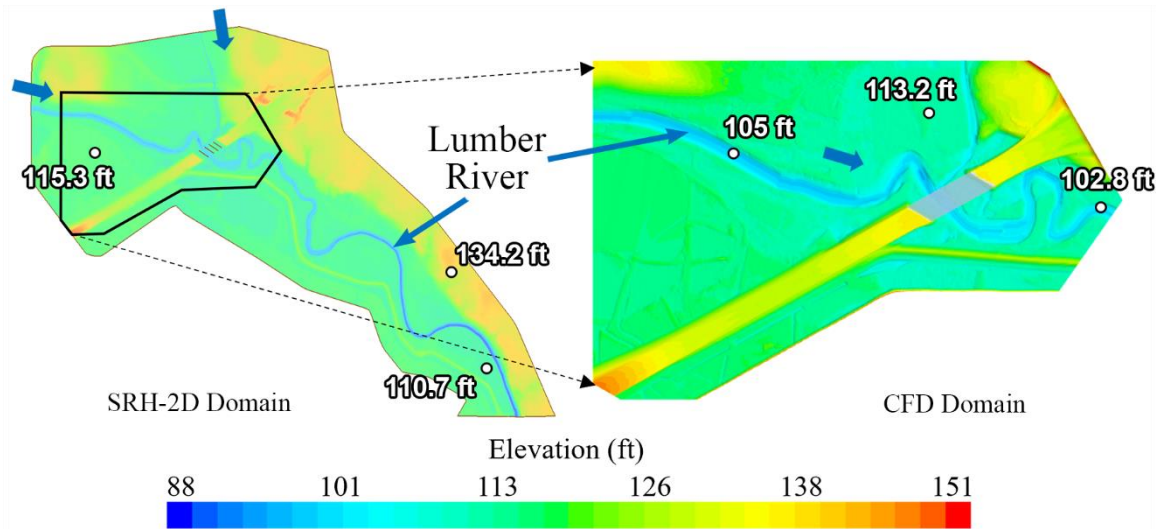 113.2 ft
105 ft
Lumber
River
115.3 ft
102.8 ft
134.2 ft
110.7 ft
SRH-2D Domain
CFD Domain
Elevation (ft)
88 101 113 126 138 151